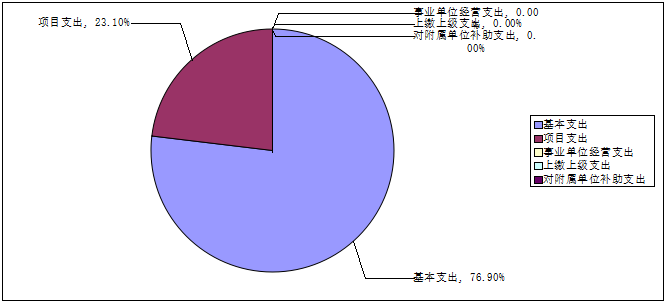 项目支出, 23.10%
事业单位经营支出, 0.00
上缴上级支出, 0.00%
对附属单位补助支出, 0.
00%
基本支出
项目支出
事业单位经营支出
上缴上级支出
对附属单位补助支出
基本支出, 76.90%